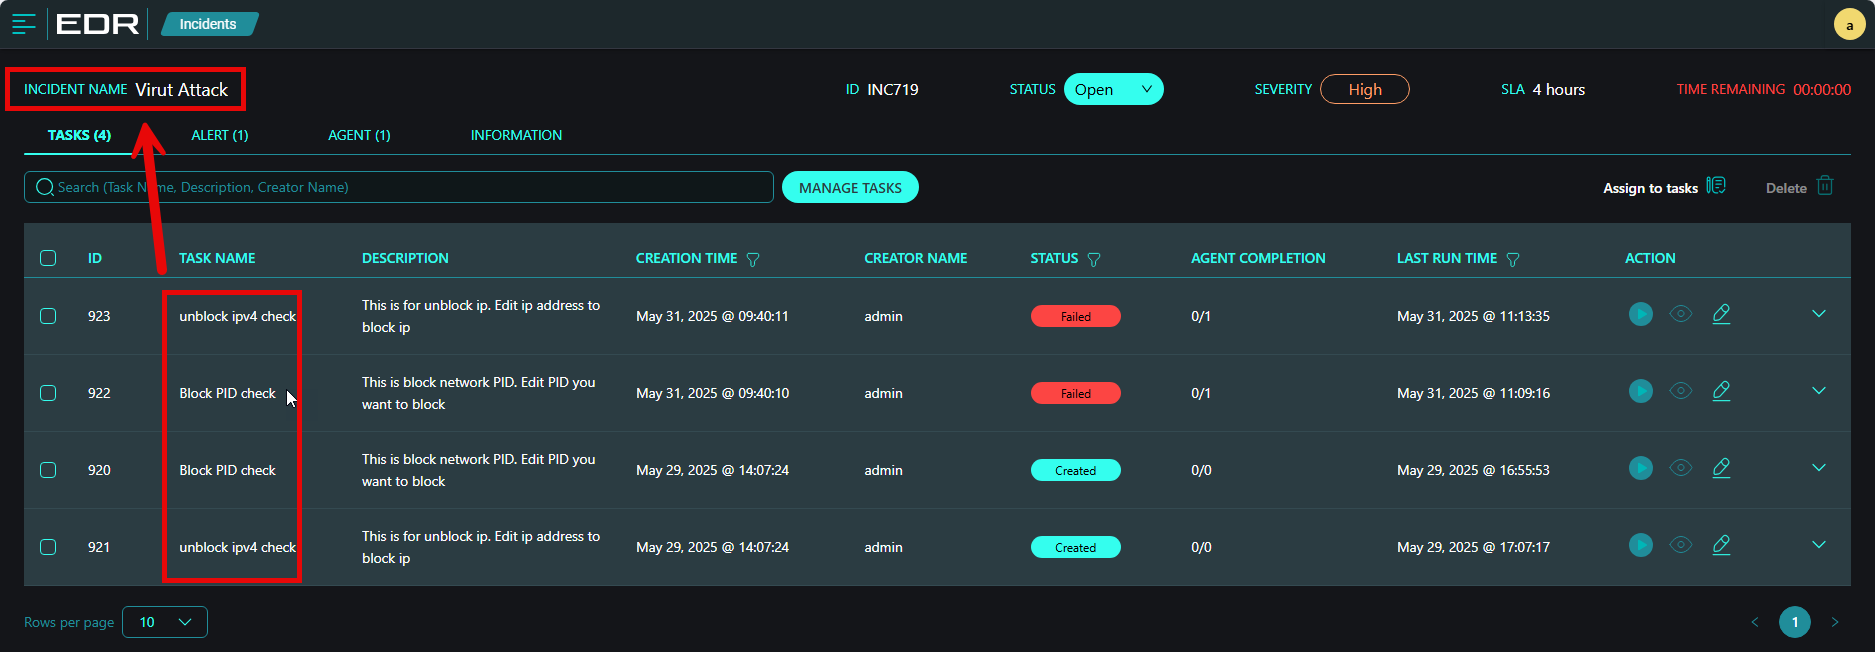 EDR Incidents a
INCIDENT NAME Virut Attack ID INC719 STATUS Open SEVERITY High SLA 4 hours TIME REMAINING 00:00:00
TASKS (4) ALERT (1) AGENT (1) INFORMATION
Search (Task Name, Description, Creator Name) MANAGE TASKS Assign to tasks Delete
ID TASK NAME DESCRIPTION CREATION TIME CREATOR NAME STATUS AGENT COMPLETION LAST RUN TIME ACTION
923 unblock ipv4 check This is for unblock ip. Edit ip address to
block ip May 31, 2025 @ 09:40:11 admin Failed 0/1 May 31, 2025 @ 11:13:35
922 Block PID check This is block network PID. Edit PID you
want to block May 31, 2025 @ 09:40:10 admin Failed 0/1 May 31, 2025 @ 11:09:16
920 Block PID check This is block network PID. Edit PID you
want to block May 29, 2025 @ 14:07:24 admin Created 0/0 May 29, 2025 @ 16:55:53
921 unblock ipv4 check This is for unblock ip. Edit ip address to
block ip May 29, 2025 @ 14:07:24 admin Created 0/0 May 29, 2025 @ 17:07:17
Rows per page 10 1